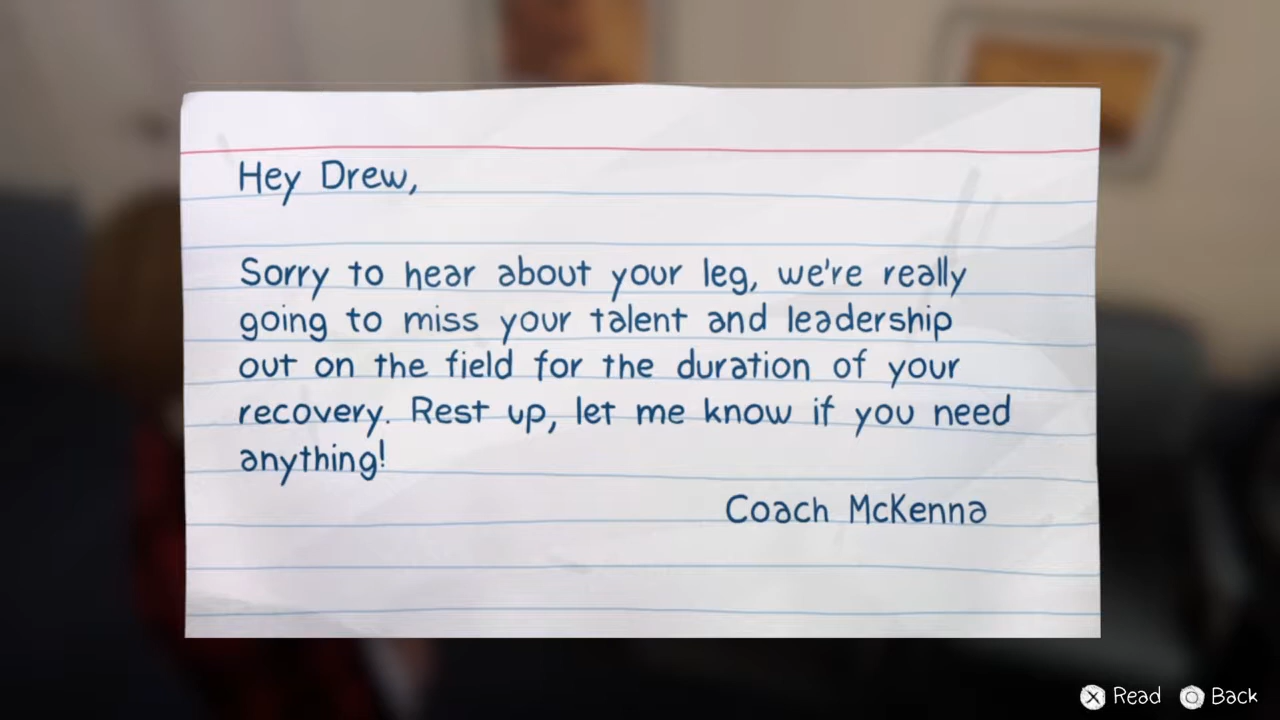 Hey Drew,
Sorry to hear about your leg, we're really
going to miss your talent and leadership
out on the field for the duration of your
recovery. Rest up, let me know if you need
anything!
Coach McKenna
Read Back